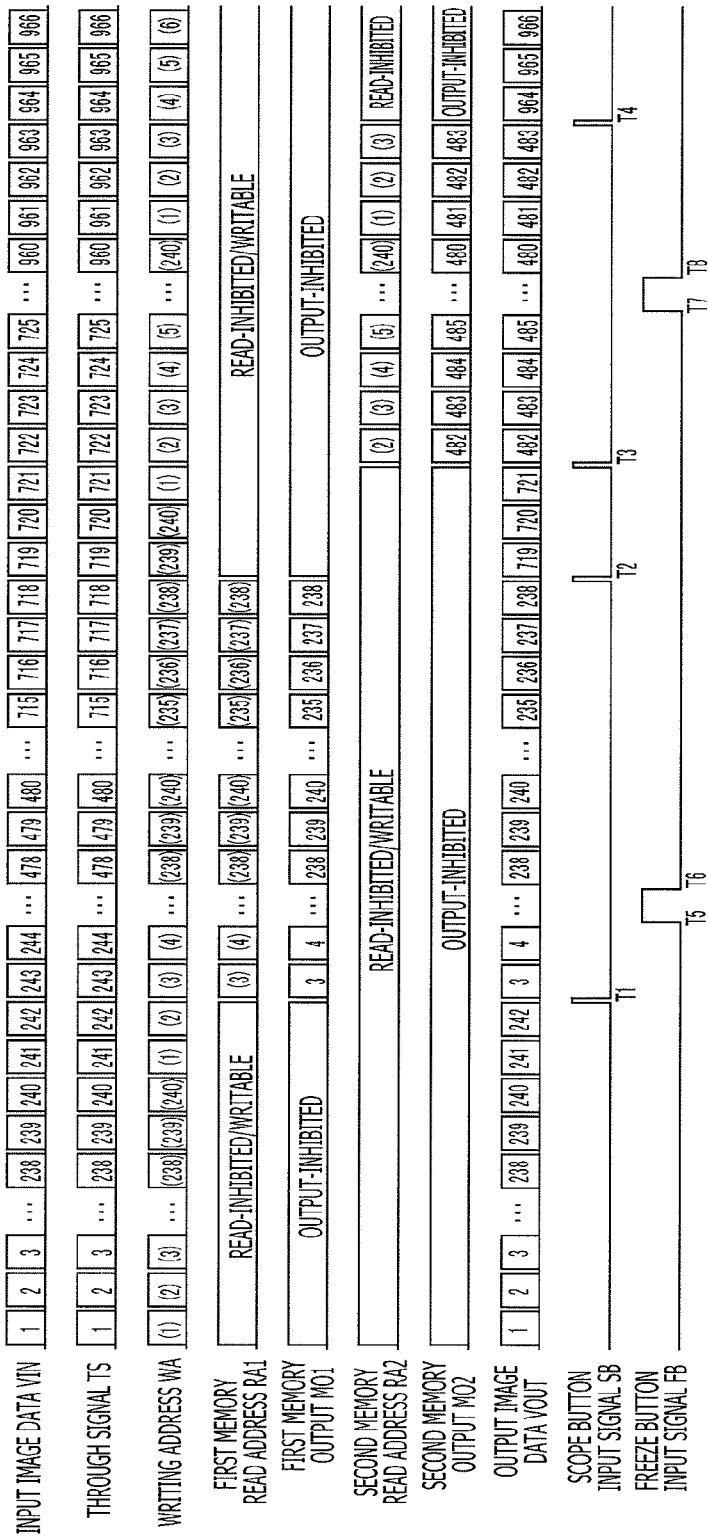 INPUT IMAGE DATA VIN 1 2 3 ... 238 239 240 241 242 243 244 ... 478 479 480 ... 715 716 717 718 719 720 721 722 723 724 725 ... 960 961 962 963 964 965 966
THROUGH SIGNAL TS 1 2 3 ... 238 239 240 241 242 243 244 ... 478 479 480 ... 715 716 717 718 719 720 721 722 723 724 725 ... 960 961 962 963 964 965 966
WRITING ADDRESS WA (1) (2) (3) ... (238) (239) (240) (1) (2) (3) (4) ... (238) (239) (240) ... (235) (236) (237) (238) (239) (240) (1) (2) (3) (4) (5) ... (240) (1) (2) (3) (4) (5) (6)
FIRST MEMORY
READ ADDRESS RA1 READ-INHIBITED/WRITABLE (3) (4) ... (238) (239) (240) ... (235) (236) (237) (238) READ-INHIBITED/WRITABLE
FIRST MEMORY
OUTPUT MO1 OUTPUT-INHIBITED 3 4 ... 238 239 240 ... 235 236 237 238 OUTPUT-INHIBITED
SECOND MEMORY
READ ADDRESS RA2 READ-INHIBITED/WRITABLE (2) (3) (4) (5) ... (240) (1) (2) (3) READ-INHIBITED
SECOND MEMORY
OUTPUT MO2 OUTPUT-INHIBITED 482 483 484 485 ... 480 481 482 483 OUTPUT-INHIBITED
OUTPUT IMAGE
DATA VOUT 1 2 3 ... 238 239 240 241 242 3 4 ... 238 239 240 ... 235 236 237 238 719 720 721 482 483 484 485 ... 480 481 482 483 964 965 966
SCOPE BUTTON
INPUT SIGNAL SB
T1 T2 T3 T4
FREEZE BUTTON
INPUT SIGNAL FB
T5 T6 T7 T8